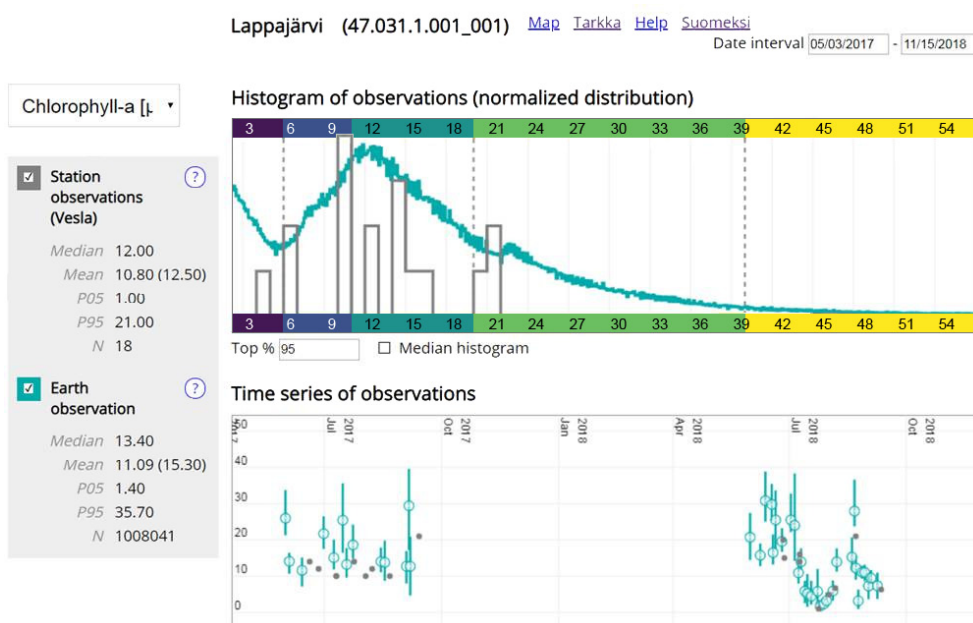 Lappajärvi (47.031.1.001_001) Map Tarkka Help Suomeksi
Date interval 05/03/2017 - 11/15/2018
Chlorophyll-a [
Histogram of observations (normalized distribution)
3 6 9 12 15 18 21 24 27 30 33 36 39 42 45 48 51 54
Station observations (Vesla) ?
Median 12.00
Mean 10.80 (12.50)
P05 1.00
P95 21.00
N 18
3 6 9 12 15 18 21 24 27 30 33 36 39 42 45 48 51 54
Top % 95 Median histogram
Earth observation ?
Median 13.40
Mean 11.09 (15.30)
P05 1.40
P95 35.70
N 1008041
Time series of observations
Jul 2017 Oct 2017 Jan 2018 Apr 2018 Jul 2018 Oct 2018
50
40
30
20
10
0